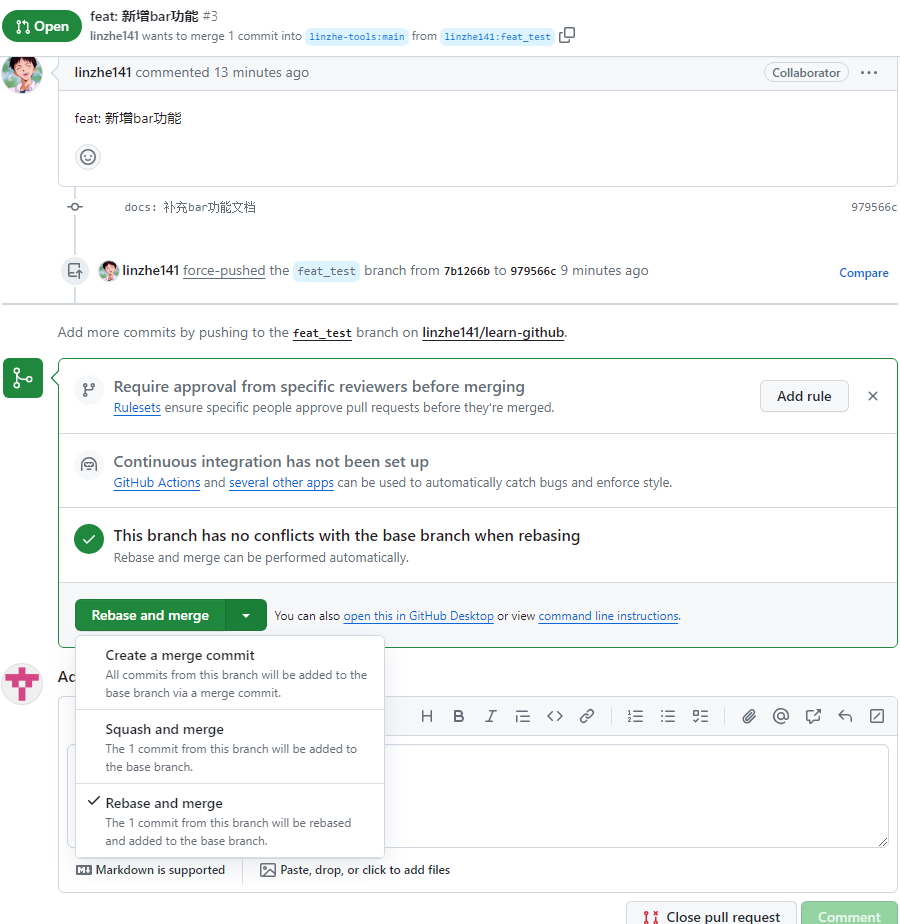 Open
feat: 新增bar功能 #3
linzhe141 wants to merge 1 commit into linzhe-tools:main from linzhe141:feat_test
linzhe141 commented 13 minutes ago
Collaborator
feat: 新增bar功能
docs: 补充bar功能文档
979566c
linzhe141 force-pushed the feat_test branch from 7b1266b to 979566c 9 minutes ago
Compare
Add more commits by pushing to the feat_test branch on linzhe141/learn-github.
Require approval from specific reviewers before merging
Rulesets ensure specific people approve pull requests before they're merged.
Add rule
Continuous integration has not been set up
GitHub Actions and several other apps can be used to automatically catch bugs and enforce style.
This branch has no conflicts with the base branch when rebasing
Rebase and merge can be performed automatically.
Rebase and merge
You can also open this in GitHub Desktop or view command line instructions.
Create a merge commit
All commits from this branch will be added to the
base branch via a merge commit.
Squash and merge
The 1 commit from this branch will be added to
the base branch.
Rebase and merge
The 1 commit from this branch will be rebased
and added to the base branch.
Markdown is supported
Paste, drop, or click to add files
Close pull request
Comment